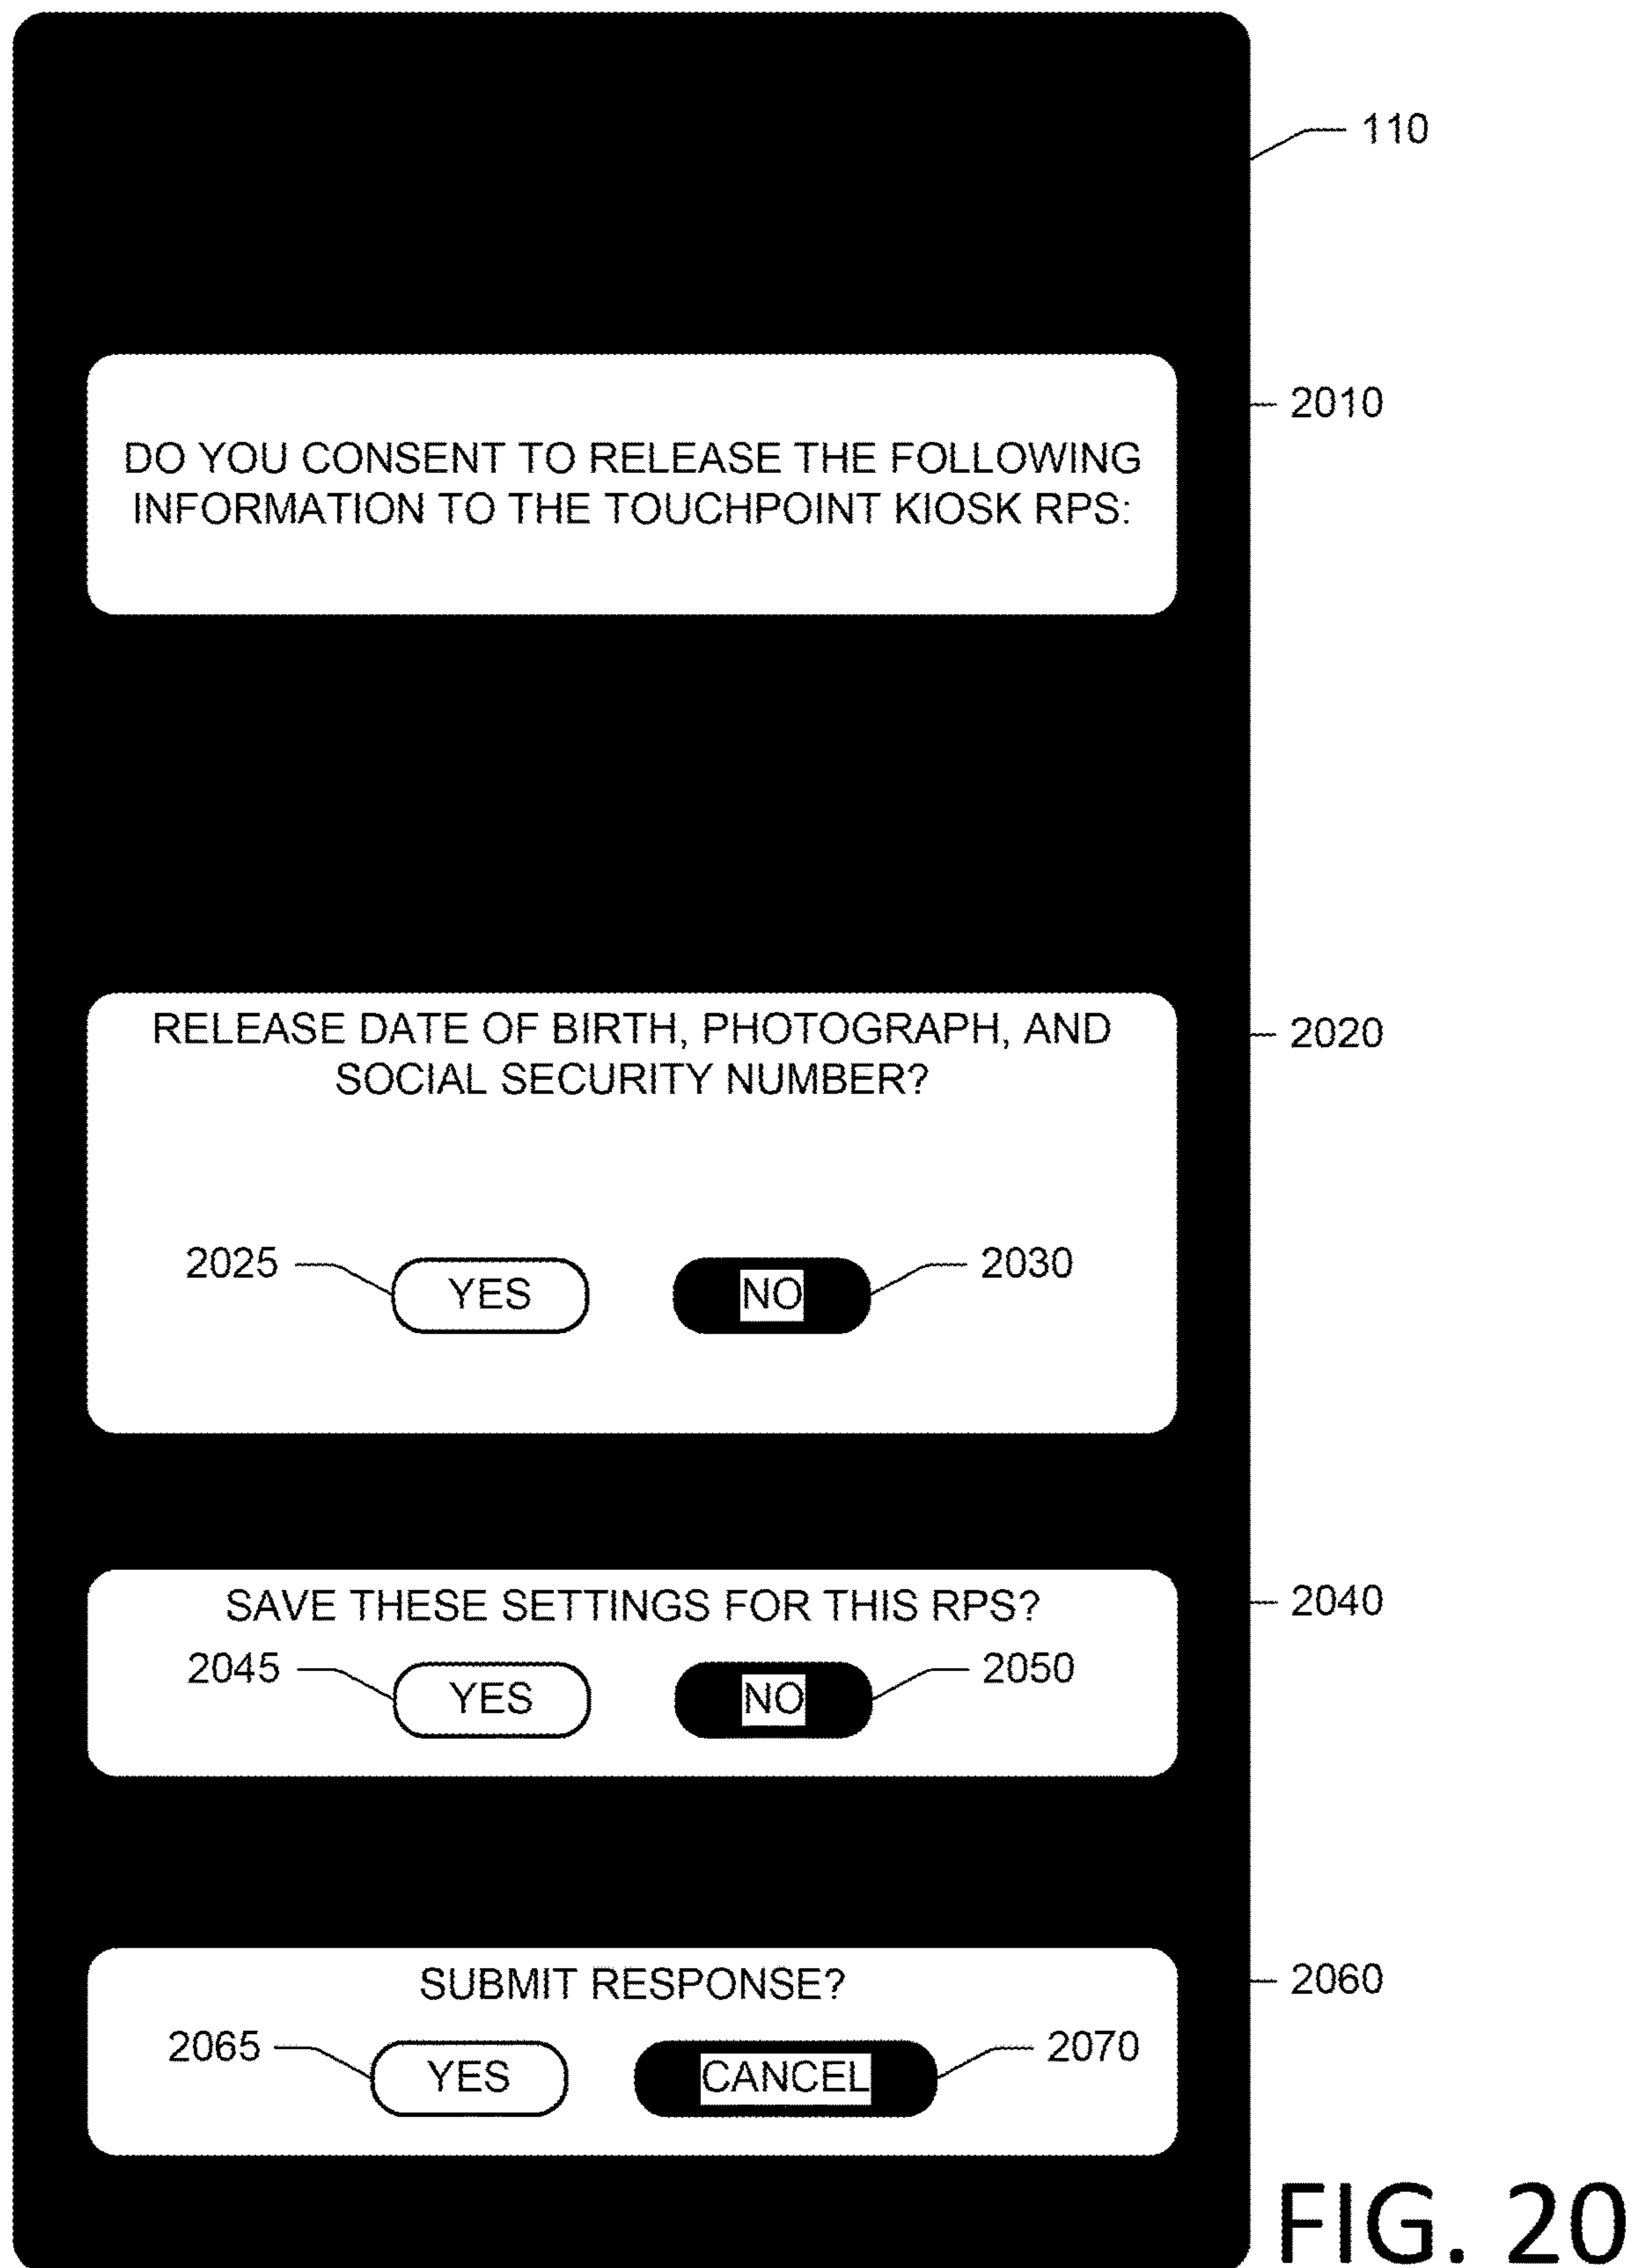 110
2010
DO YOU CONSENT TO RELEASE THE FOLLOWING
INFORMATION TO THE TOUCHPOINT KIOSK RPS:
2020
RELEASE DATE OF BIRTH, PHOTOGRAPH, AND
SOCIAL SECURITY NUMBER?
2025 YES NO 2030
2040
SAVE THESE SETTINGS FOR THIS RPS?
2045 YES NO 2050
2060
SUBMIT RESPONSE?
2065 YES CANCEL 2070
FIG. 20